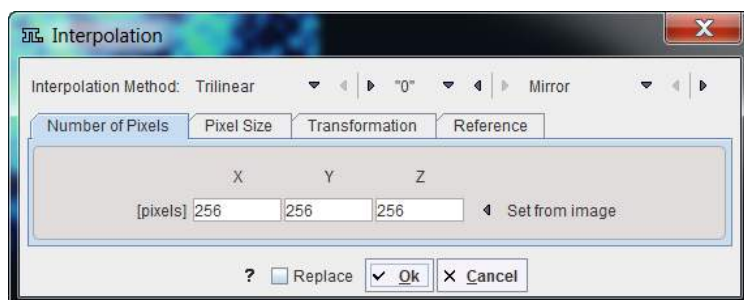 Interpolation
Interpolation Method: Trilinear "0" Mirror
Number of Pixels Pixel Size Transformation Reference
X Y Z
[pixels] 256 256 256 Set from image
? Replace Ok Cancel